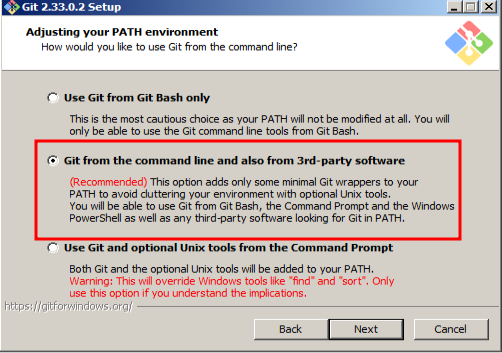 Git 2.33.0.2 Setup
Adjusting your PATH environment
How would you like to use Git from the command line?
Use Git from Git Bash only
This is the most cautious choice as your PATH will not be modified at all. You will
only be able to use the Git command line tools from Git Bash.
Git from the command line and also from 3rd-party software
(Recommended) This option adds only some minimal Git wrappers to your
PATH to avoid cluttering your environment with optional Unix tools.
You will be able to use Git from Git Bash, the Command Prompt and the Windows
PowerShell as well as any third-party software looking for Git in PATH.
Use Git and optional Unix tools from the Command Prompt
Both Git and the optional Unix tools will be added to your PATH.
Warning: This will override Windows tools like "find" and "sort". Only
use this option if you understand the implications.
https://gitforwindows.org/
Back
Next
Cancel